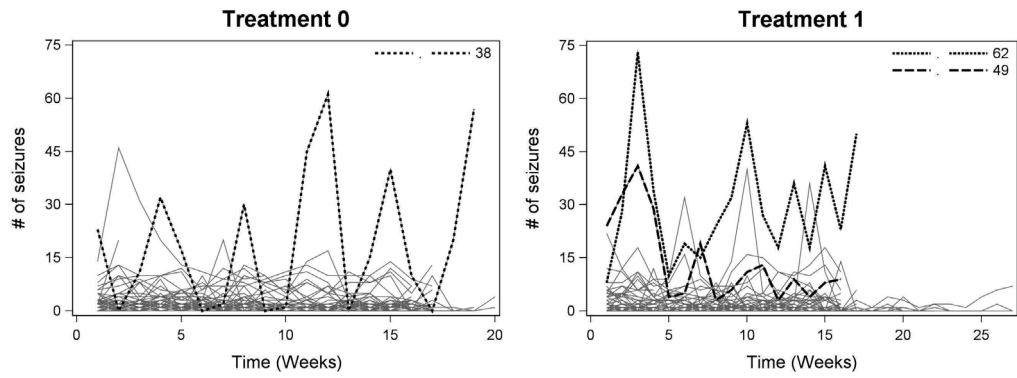 Treatment 0
Treatment 1
75
60
45
30
15
0
# of seizures
. 38
0 5 10 15 20
Time (Weeks)
75
60
45
30
15
0
# of seizures
. 62
. 49
0 5 10 15 20 25
Time (Weeks)